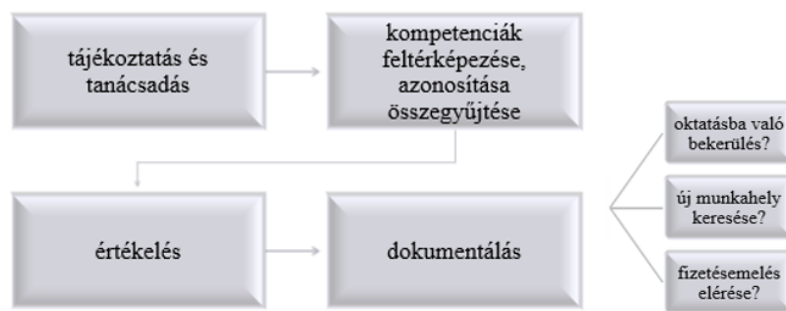 tájékoztatás és
tanácsadás
kompetenciák
feltérképezése,
azonosítása
összegyűjtése
értékelés
dokumentálás
oktatásba való
bekerülés?
új munkahely
keresése?
fizetésemelés
elérése?